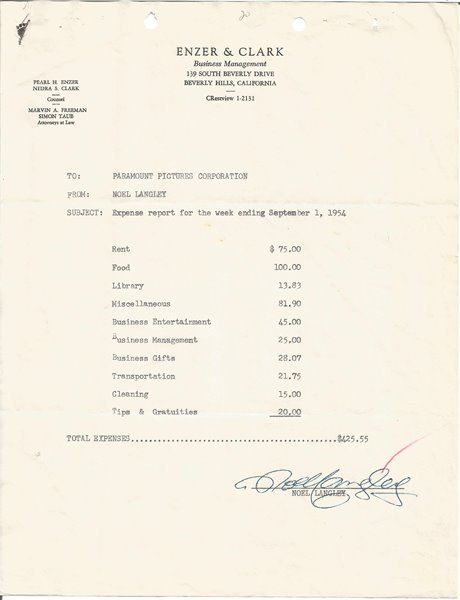 20
ENZER & CLARK
Business Management
139 SOUTH BEVERLY DRIVE
BEVERLY HILLS, CALIFORNIA
CRestview 1-2131
PEARL H. ENZER
NEDRA S. CLARK
Counsel
MARVIN A. FREEMAN
SIMON TAUB
Attorneys at Law
TO: PARAMOUNT PICTURES CORPORATION
FROM: NOEL LANGLEY
SUBJECT: Expense report for the week ending September 1, 1954
Rent $ 75.00
Food 100.00
Library 13.83
Miscellaneous 81.90
Business Entertainment 45.00
Business Management 25.00
Business Gifts 28.07
Transportation 21.75
Cleaning 15.00
Tips & Gratuities 20.00
TOTAL EXPENSES................................................$425.55
Noel Langley
NOEL LANGLEY